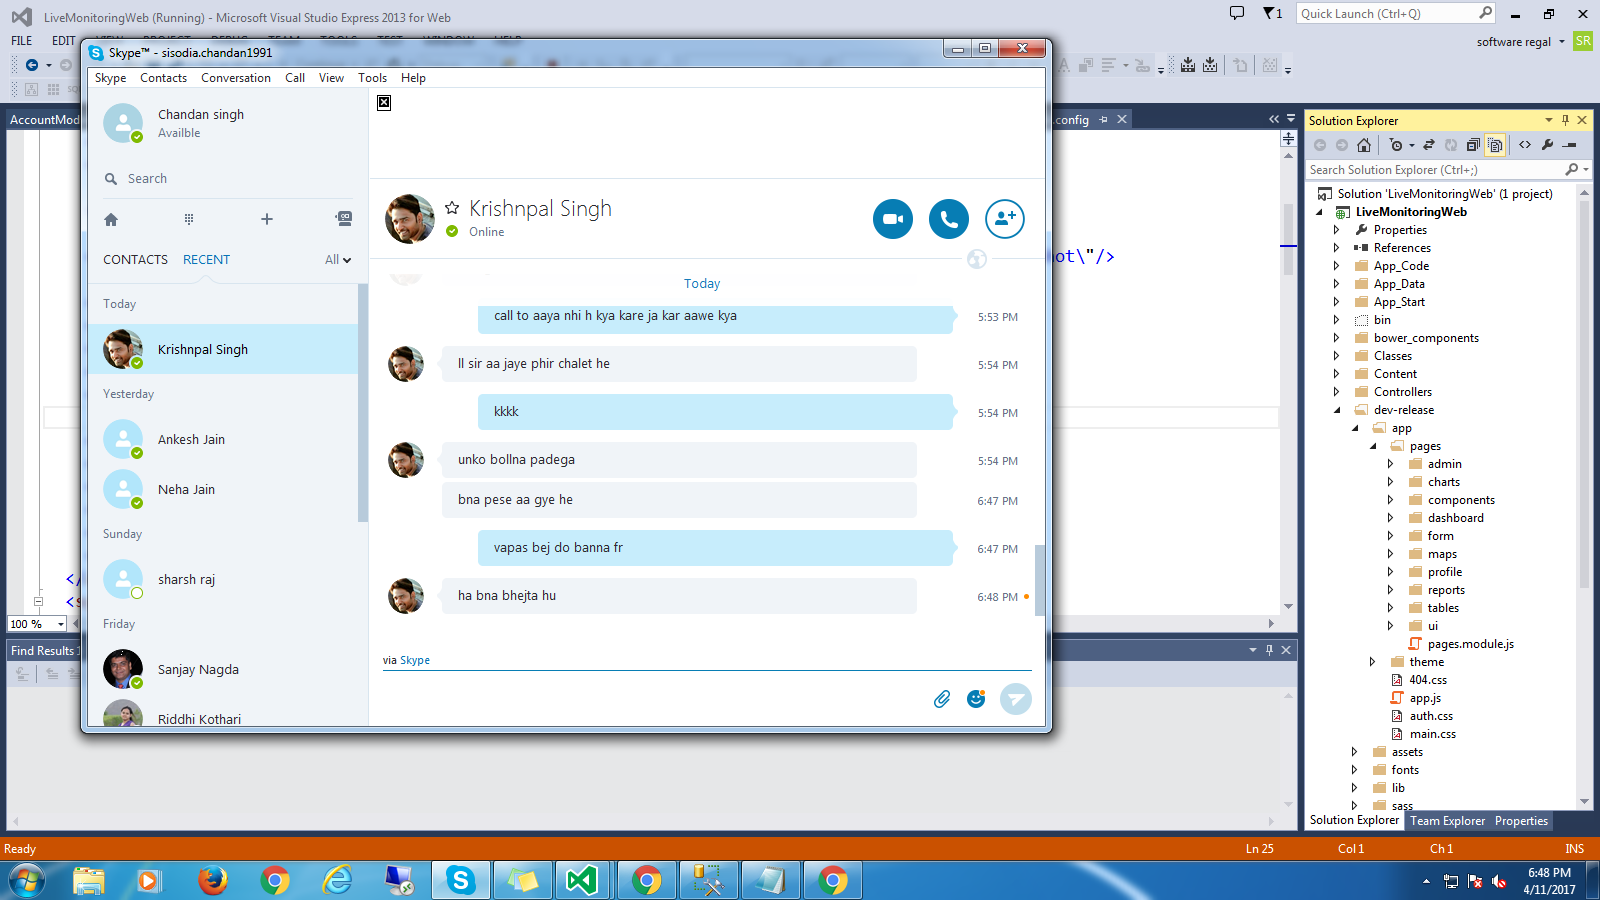 LiveMonitoringWeb (Running) - Microsoft Visual Studio Express 2013 for Web
1
Quick Launch (Ctrl+Q)
FILE EDIT
software regal
SR
Skype™ - sisodia.chandan1991
Skype Contacts Conversation Call View Tools Help
Chandan singh
Availble
Search
CONTACTS RECENT All
Today
Krishnpal Singh
Yesterday
Ankesh Jain
Neha Jain
Sunday
sharsh raj
Friday
Sanjay Nagda
Riddhi Kothari
Krishnpal Singh
Online
Today
call to aaya nhi h kya kare ja kar aawe kya 5:53 PM
ll sir aa jaye phir chalet he 5:54 PM
kkkk 5:54 PM
unko bollna padega 5:54 PM
bna pese aa gye he 6:47 PM
vapas bej do banna fr 6:47 PM
ha bna bhejta hu 6:48 PM
via Skype
AccountMod
.config
ot\"/>
</
<s
100 %
Find Results 1
Solution Explorer
Search Solution Explorer (Ctrl+;)
Solution 'LiveMonitoringWeb' (1 project)
LiveMonitoringWeb
Properties
References
App_Code
App_Data
App_Start
bin
bower_components
Classes
Content
Controllers
dev-release
app
pages
admin
charts
components
dashboard
form
maps
profile
reports
tables
ui
pages.module.js
theme
404.css
app.js
auth.css
main.css
assets
fonts
lib
sass
Solution Explorer Team Explorer Properties
Ready Ln 25 Col 1 Ch 1 INS
6:48 PM
4/11/2017